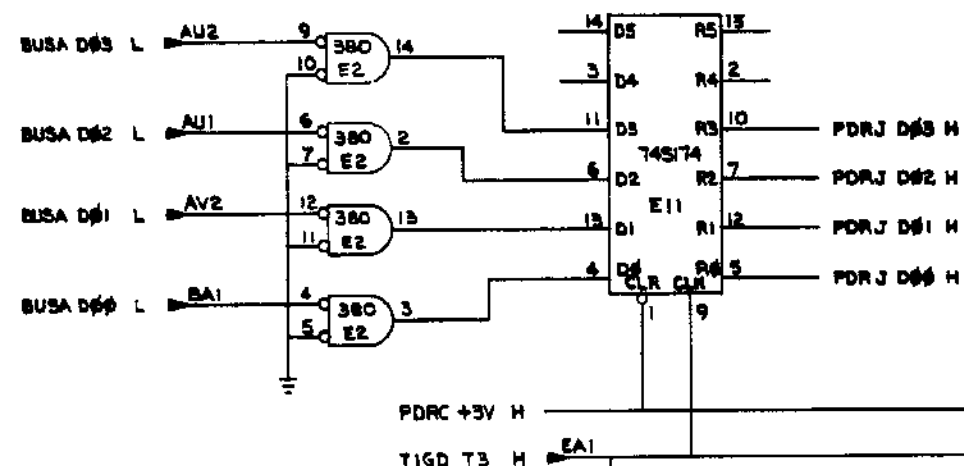 BUSA DØ3 L AU2 9 380 14 14 D5 R5 15
10 E2 3 D4 R4 2
BUSA DØ2 L AU1 6 380 2 11 D3 R3 10 PDRJ DØ3 H
7 E2 74S174
6 D2 R2 7 PDRJ DØ2 H
BUSA DØ1 L AV2 12 380 13 E11
11 E2 13 D1 R1 12 PDRJ DØ1 H
4 DØ RØ 5 PDRJ DØØ H
BUSA DØØ L BA1 4 380 3 CLR CLK
5 E2 1 9
PDRC +3V H
TIGD T3 H EA1